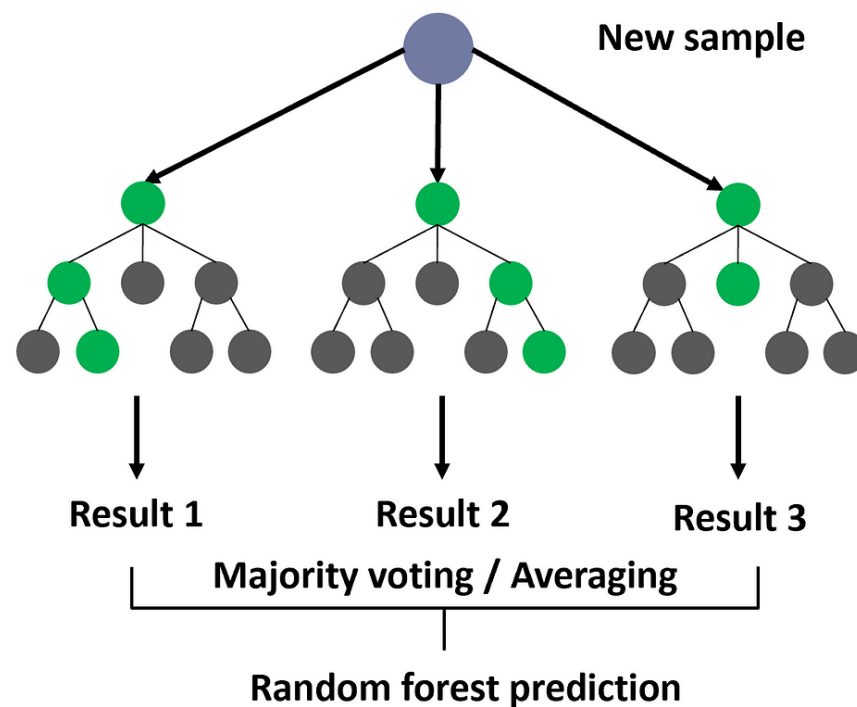 New sample
Result 1
Result 2
Result 3
Majority voting / Averaging
Random forest prediction